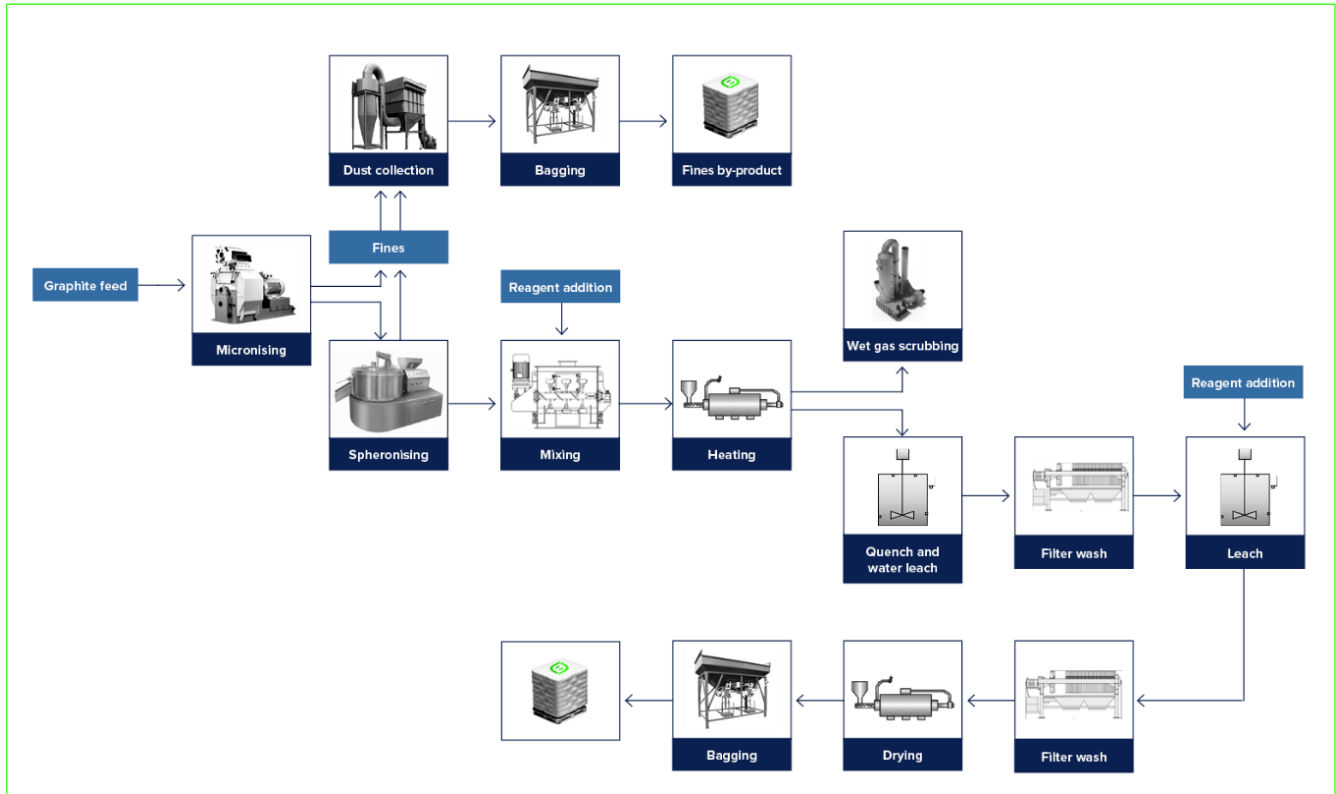 Dust collection
Bagging
Fines by-product
Fines
Graphite feed
Micronising
Reagent addition
Wet gas scrubbing
Spheronising
Mixing
Heating
Reagent addition
Quench and
water leach
Filter wash
Leach
Bagging
Drying
Filter wash